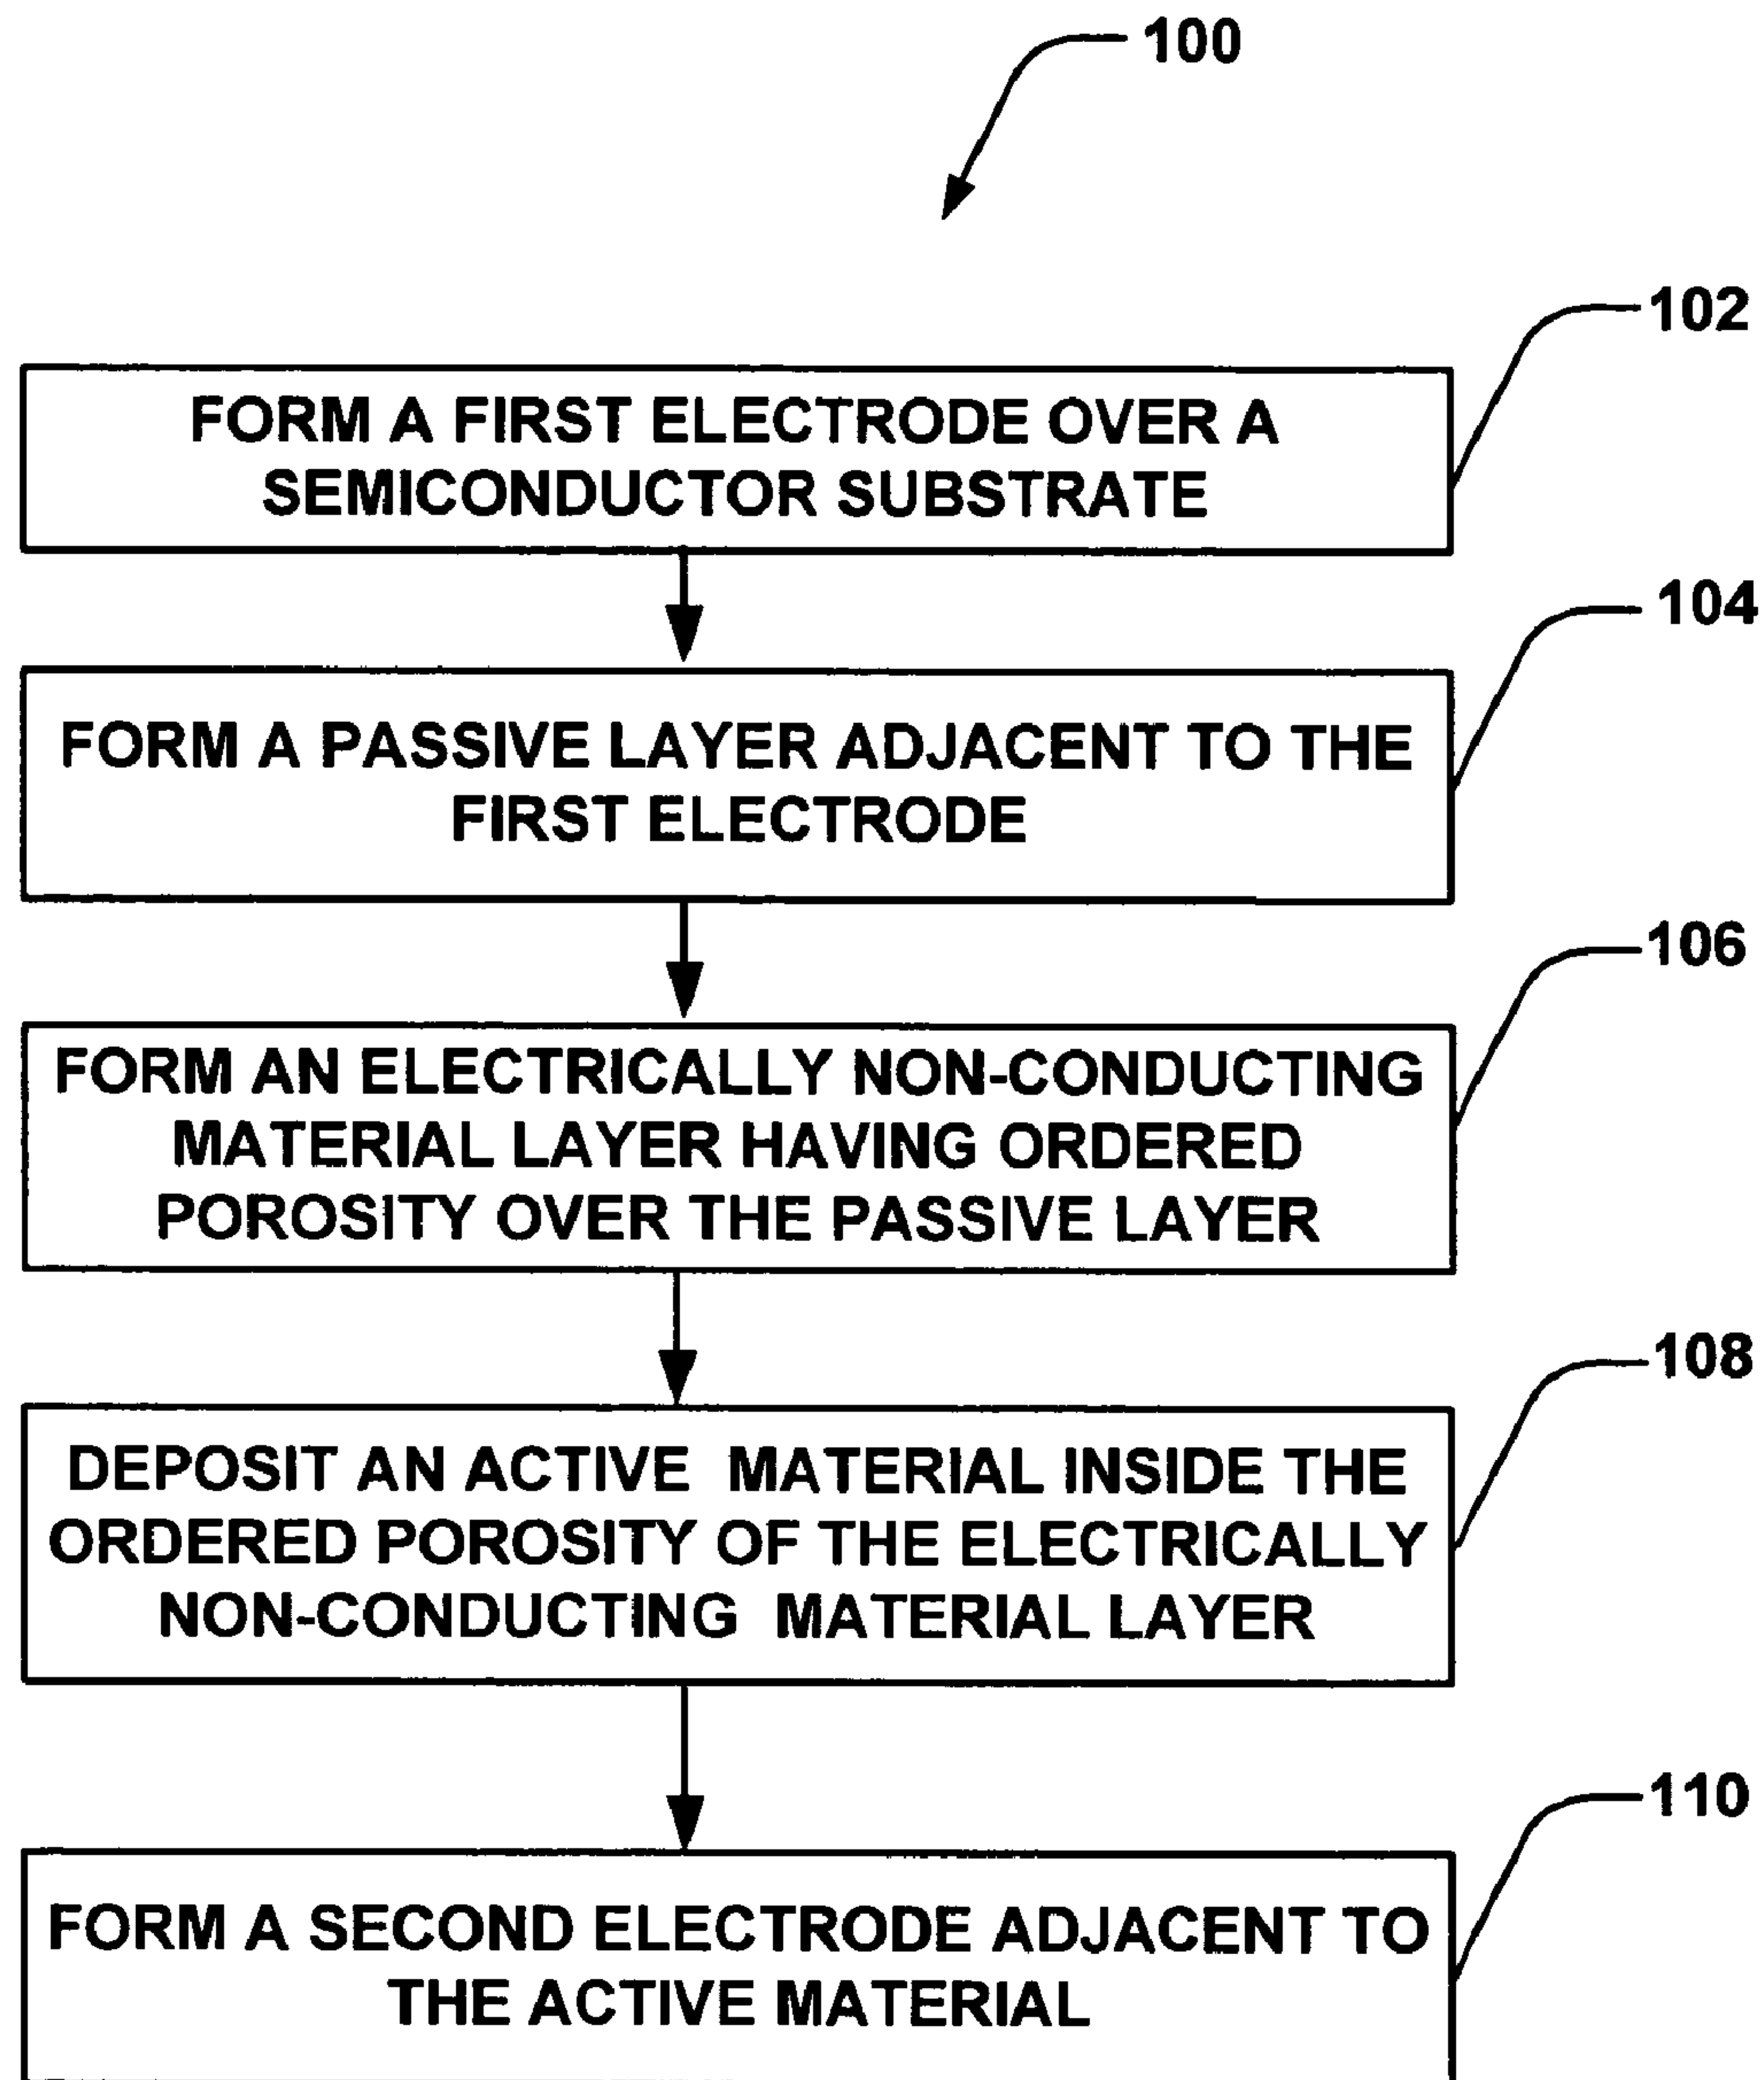 100
102
FORM A FIRST ELECTRODE OVER A
SEMICONDUCTOR SUBSTRATE
104
FORM A PASSIVE LAYER ADJACENT TO THE
FIRST ELECTRODE
106
FORM AN ELECTRICALLY NON-CONDUCTING
MATERIAL LAYER HAVING ORDERED
POROSITY OVER THE PASSIVE LAYER
108
DEPOSIT AN ACTIVE MATERIAL INSIDE THE
ORDERED POROSITY OF THE ELECTRICALLY
NON-CONDUCTING MATERIAL LAYER
110
FORM A SECOND ELECTRODE ADJACENT TO
THE ACTIVE MATERIAL